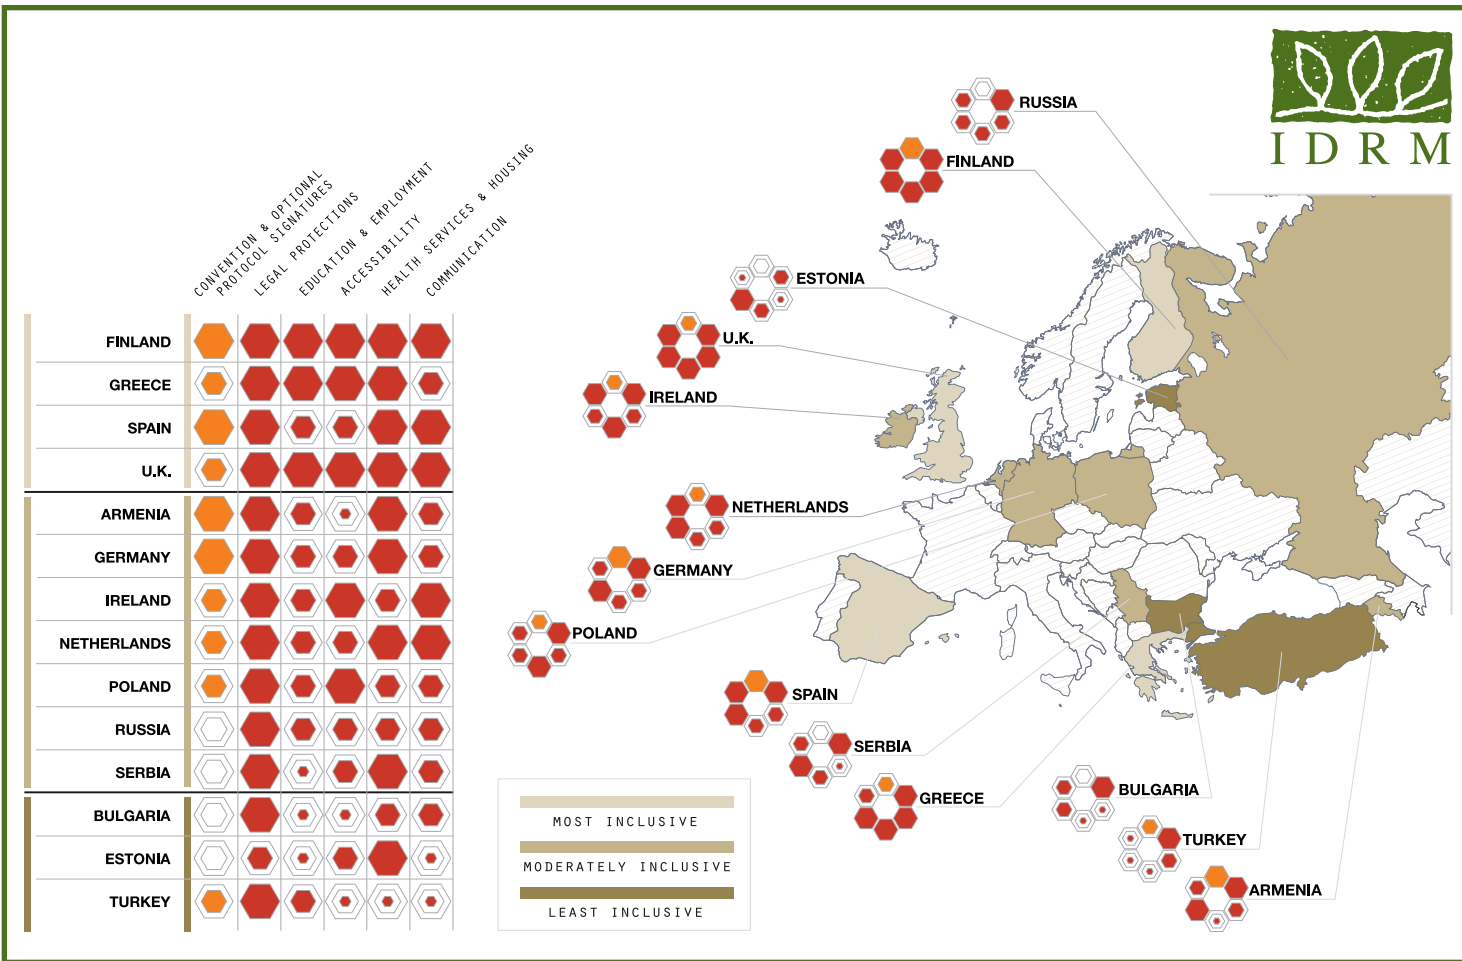 IDRM
CONVENTION & OPTIONAL
PROTOCOL SIGNATURES
LEGAL PROTECTIONS
EDUCATION & EMPLOYMENT
ACCESSIBILITY
HEALTH SERVICES & HOUSING
COMMUNICATION
FINLAND
GREECE
SPAIN
U.K.
ARMENIA
GERMANY
IRELAND
NETHERLANDS
POLAND
RUSSIA
SERBIA
BULGARIA
ESTONIA
TURKEY
RUSSIA
FINLAND
ESTONIA
U.K.
IRELAND
NETHERLANDS
GERMANY
POLAND
SPAIN
SERBIA
GREECE
BULGARIA
TURKEY
ARMENIA
MOST INCLUSIVE
MODERATELY INCLUSIVE
LEAST INCLUSIVE